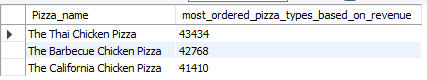 Pizza_name most_ordered_pizza_types_based_on_revenue
The Thai Chicken Pizza 43434
The Barbecue Chicken Pizza 42768
The California Chicken Pizza 41410